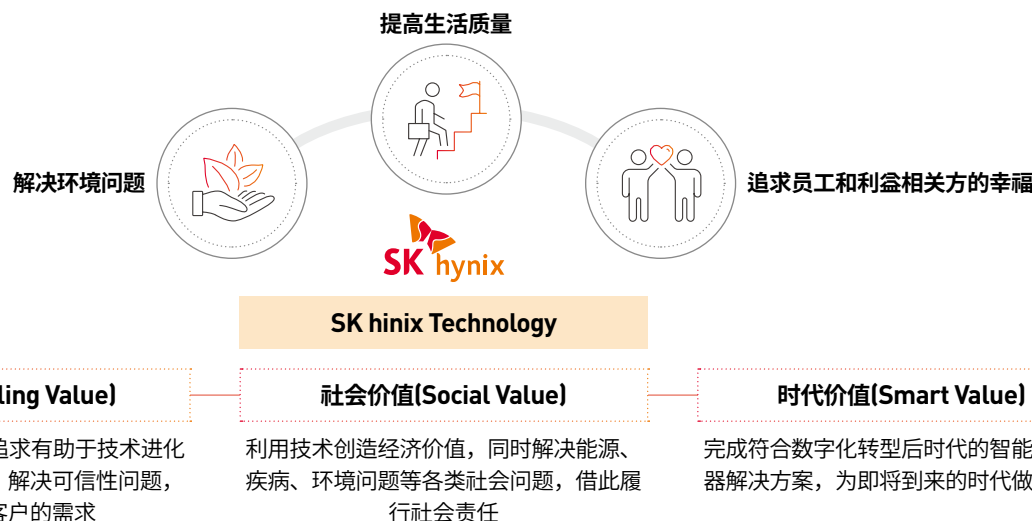 提高生活质量
解决环境问题
追求员工和利益相关方的幸福
SK hynix
SK hinix Technology
ling Value)
社会价值(Social Value)
时代价值(Smart Value)
追求有助于技术进化
解决可信性问题，
客户的需求
利用技术创造经济价值，同时解决能源、
疾病、环境问题等各类社会问题，借此履
行社会责任
完成符合数字化转型后时代的智能
器解决方案，为即将到来的时代做